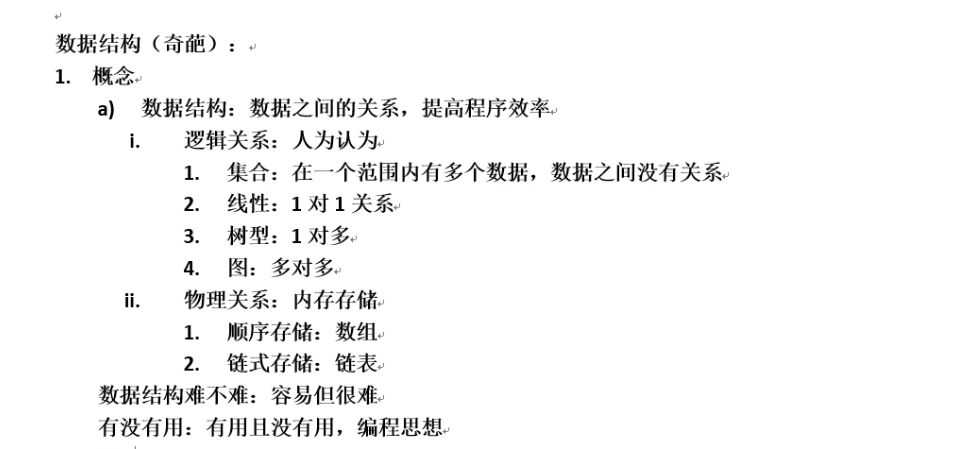 数据结构（奇葩）：
1. 概念
a) 数据结构：数据之间的关系，提高程序效率
i. 逻辑关系：人为认为
1. 集合：在一个范围内有多个数据，数据之间没有关系
2. 线性：1 对 1 关系
3. 树型：1 对多
4. 图：多对多
ii. 物理关系：内存存储
1. 顺序存储：数组
2. 链式存储：链表
数据结构难不难：容易但很难
有没有用：有用且没有用，编程思想